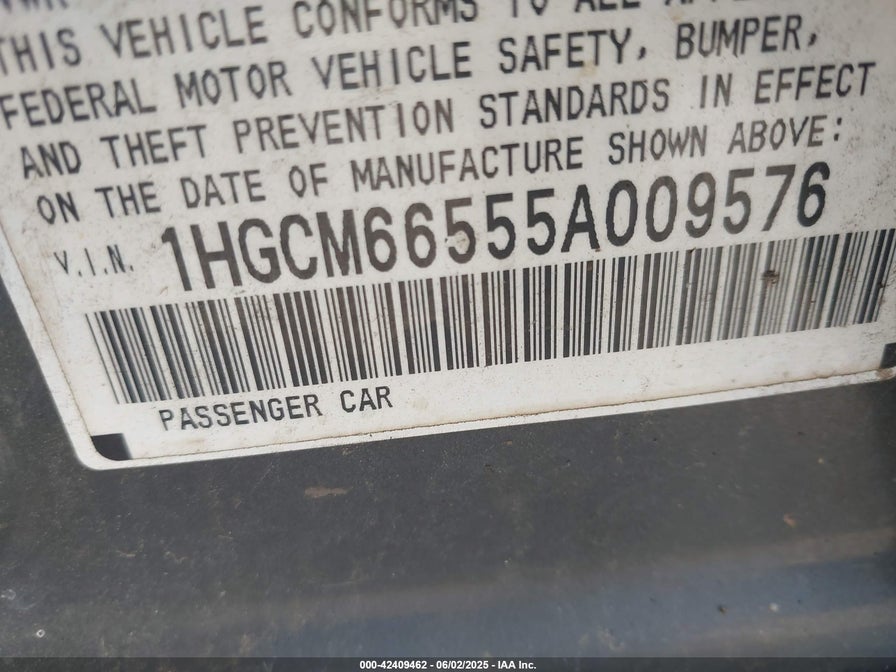 THIS VEHICLE CONFORMS TO ALL
FEDERAL MOTOR VEHICLE SAFETY, BUMPER,
AND THEFT PREVENTION STANDARDS IN EFFECT
ON THE DATE OF MANUFACTURE SHOWN ABOVE:
V.I.N. 1HGCM66555A009576
PASSENGER CAR
000-42409462 - 06/02/2025 - IAA Inc.